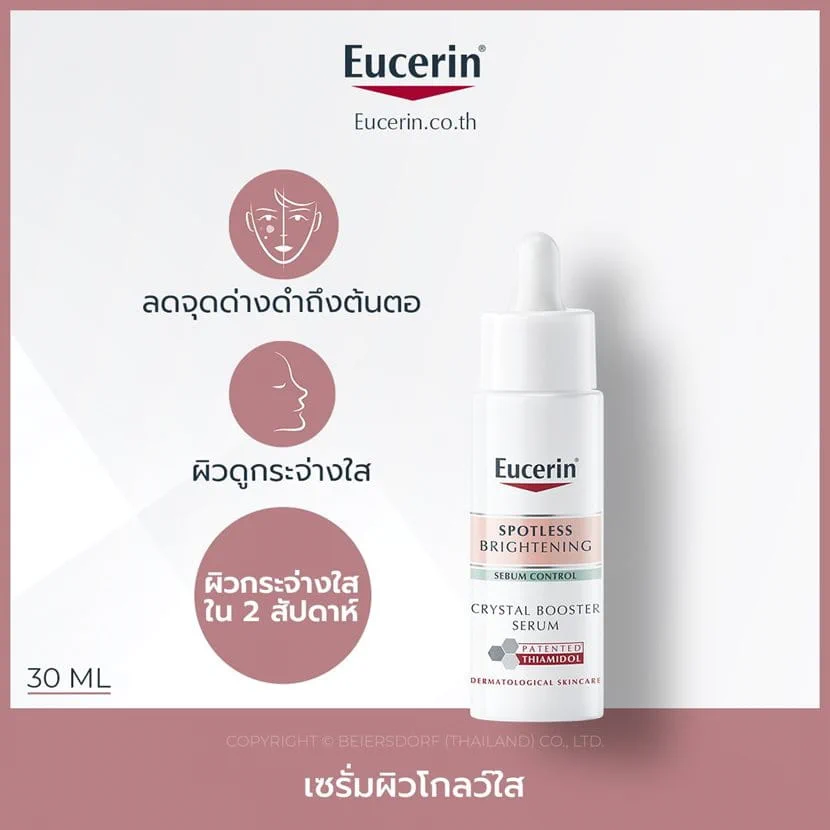 Eucerin®
Eucerin.co.th
ลดจุดด่างดำถึงต้นตอ
ผิวดูกระจ่างใส
ผิวกระจ่างใส
ใน 2 สัปดาห์
30 ML
Eucerin®
SPOTLESS
BRIGHTENING
SEBUM CONTROL
CRYSTAL BOOSTER
SERUM
PATENTED
THIAMIDOL
DERMATOLOGICAL SKINCARE
COPYRIGHT © BEIERSDORF (THAILAND) CO., LTD.
เซรั่มผิวโกลว์ใส